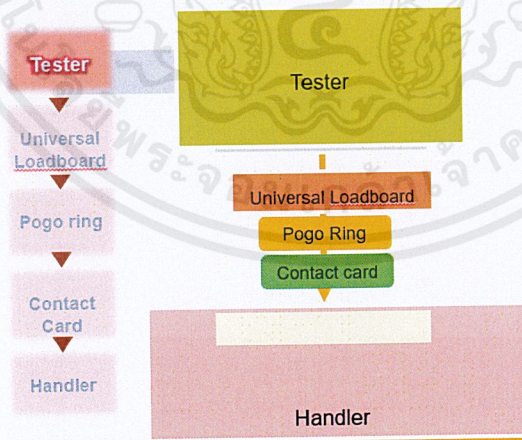 Tester
Universal
Loadboard
Pogo ring
Contact
Card
Handler
Tester
Universal Loadboard
Pogo Ring
Contact card
Handler